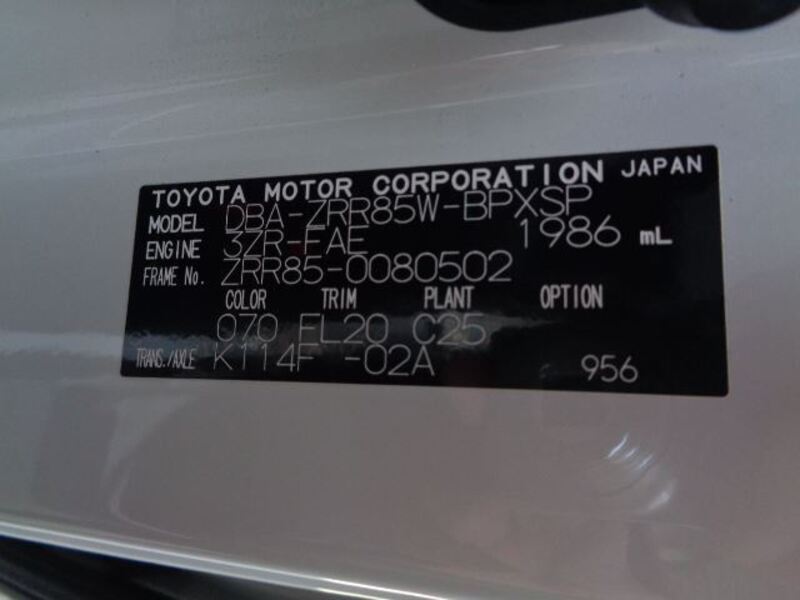 TOYOTA MOTOR CORPORATION JAPAN
MODEL DBA-ZRR85W-BPXSP
ENGINE 3ZR-FAE 1986 mL
FRAME No. ZRR85-0080502
COLOR TRIM PLANT OPTION
070 FL20 C25
TRANS./AXLE K114F -02A 956